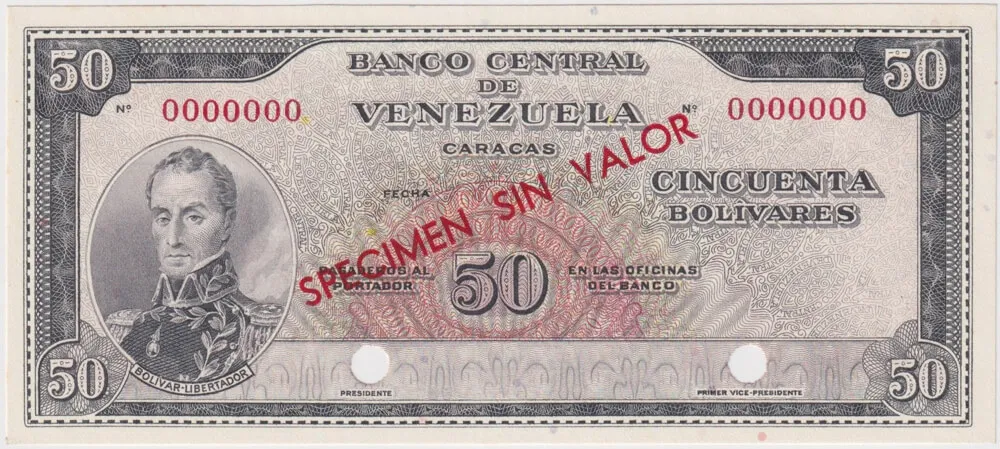 50
50
BANCO CENTRAL
DE
VENEZUELA
Nº 0000000
Nº 0000000
CARACAS
FECHA
CINCUENTA
BOLIVARES
SPECIMEN SIN VALOR
PAGADEROS AL
PORTADOR
50
EN LAS OFICINAS
DEL BANCO
BOLIVAR-LIBERTADOR
50
50
PRESIDENTE
PRIMER VICE-PRESIDENTE